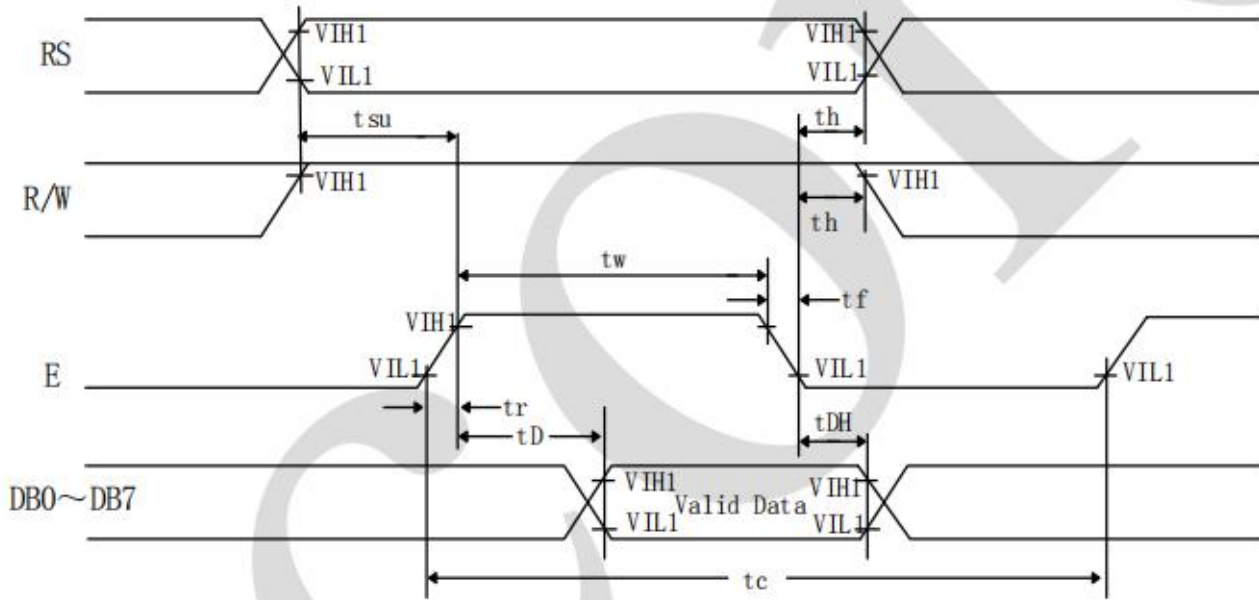 RS
VIH1
VIL1
VIH1
VIL1
tsu
th
R/W
VIH1
VIH1
th
tw
tf
E
VIH1
VIL1
VIL1
VIL1
tr
tD
tDH
DB0～DB7
VIH1
VIL1
Valid Data
VIH1
VIL1
tc